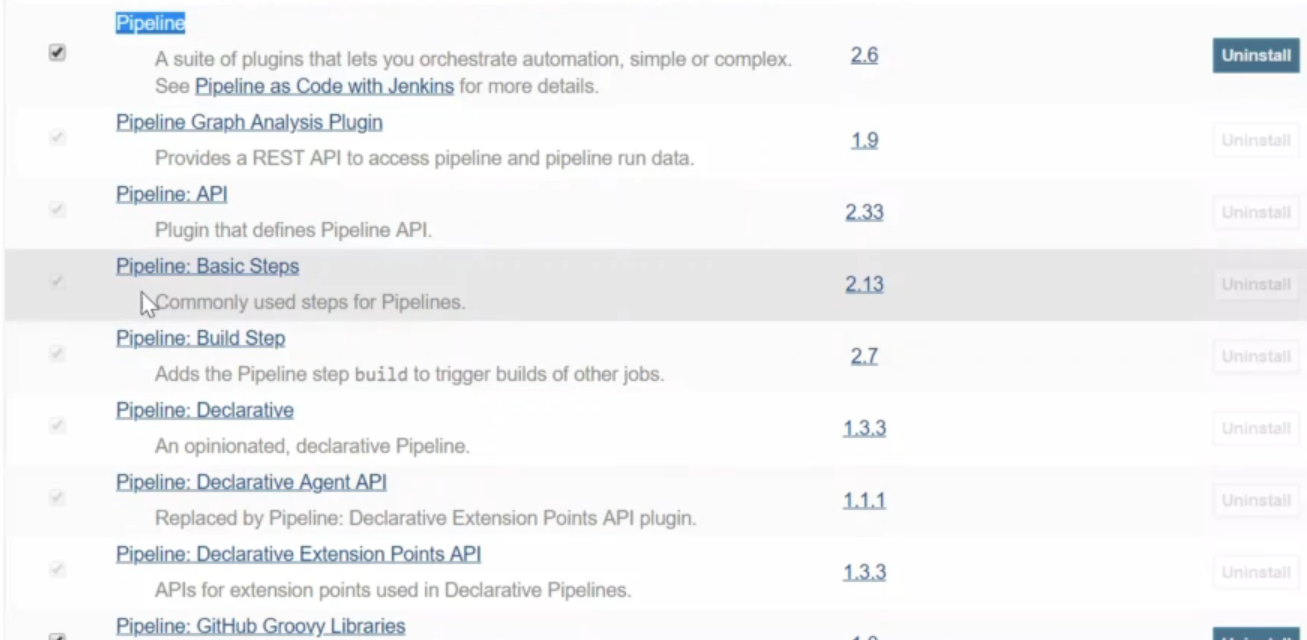 Pipeline
A suite of plugins that lets you orchestrate automation, simple or complex.
2.6
Uninstall
See Pipeline as Code with Jenkins for more details.
Pipeline Graph Analysis Plugin
1.9
Uninstall
Provides a REST API to access pipeline and pipeline run data.
Pipeline: API
2.33
Uninstall
Plugin that defines Pipeline API.
Pipeline: Basic Steps
2.13
Uninstall
Commonly used steps for Pipelines.
Pipeline: Build Step
2.7
Uninstall
Adds the Pipeline step build to trigger builds of other jobs.
Pipeline: Declarative
1.3.3
Uninstall
An opinionated, declarative Pipeline.
Pipeline: Declarative Agent API
1.1.1
Uninstall
Replaced by Pipeline: Declarative Extension Points API plugin.
Pipeline: Declarative Extension Points API
1.3.3
Uninstall
APIs for extension points used in Declarative Pipelines.
Pipeline: GitHub Groovy Libraries